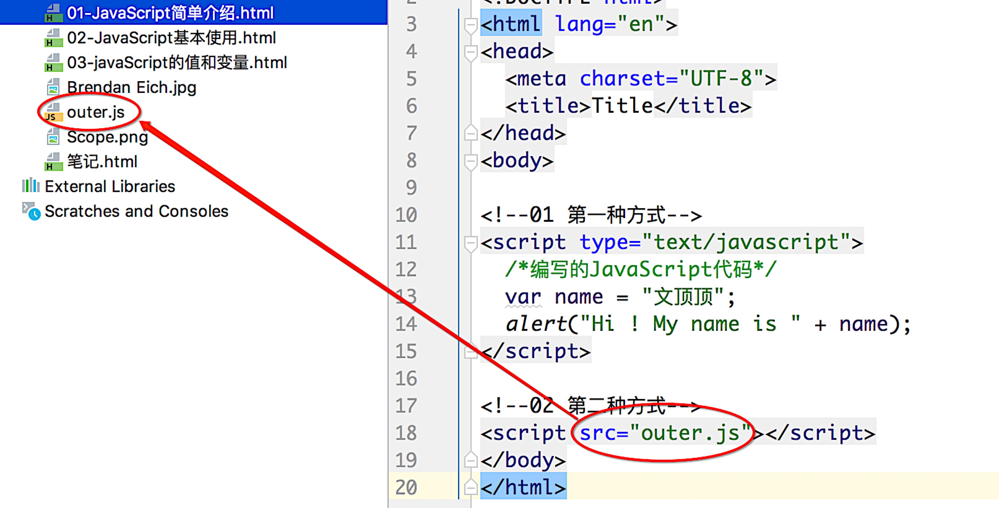 01-JavaScript简单介绍.html
02-JavaScript基本使用.html
03-javaScript的值和变量.html
Brendan Eich.jpg
JS outer.js
Scope.png
笔记.html
External Libraries
Scratches and Consoles
2 <!DOCTYPE html>
3 <html lang="en">
4 <head>
5 <meta charset="UTF-8">
6 <title>Title</title>
7 </head>
8 <body>
9
10 <!--01 第一种方式-->
11 <script type="text/javascript">
12 /*编写的JavaScript代码*/
13 var name = "文顶顶";
14 alert("Hi ! My name is " + name);
15 </script>
16
17 <!--02 第二种方式-->
18 <script src="outer.js"></script>
19 </body>
20 </html>